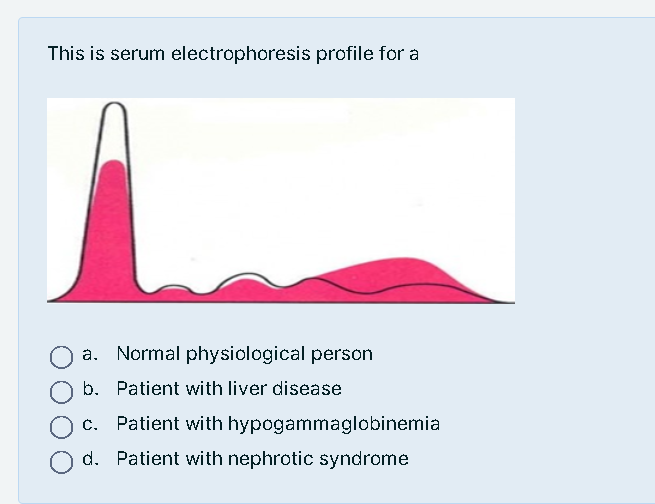 This is serum electrophoresis profile for a
a. Normal physiological person
b. Patient with liver disease
c. Patient with hypogammaglobinemia
d. Patient with nephrotic syndrome